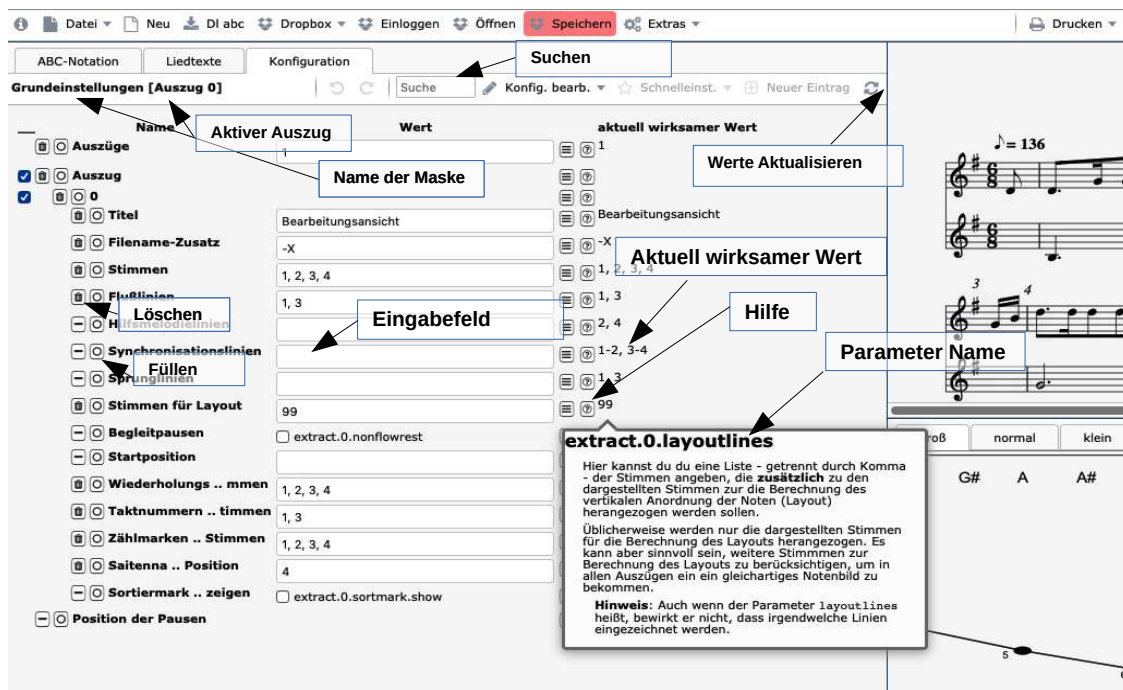 Datei Neu Dl abc Dropbox Einloggen Öffnen Speichern Extras Drucken
ABC-Notation Liedtexte Konfiguration
Suchen
Grundeinstellungen [Auszug 0] Suche Konfig. bearb. Schnelleinst. Neuer Eintrag
Name Wert aktuell wirksamer Wert
Aktiver Auszug
Auszüge 1 1
Werte Aktualisieren
= 136
Name der Maske
Auszug
0
Titel Bearbeitungsansicht Bearbeitungsansicht
Filename-Zusatz -X -X
Aktuell wirksamer Wert
Stimmen 1, 2, 3, 4 1, 2, 3, 4
Flußlinien 1, 3 1, 3
3 4
Löschen
Eingabefeld
Hilfe
Hilfsmelodielinien 2, 4
Synchronisationslinien 1-2, 3-4
Parameter Name
Füllen
Sprunglinien 1, 3
Stimmen für Layout 99 99
Begleitpausen extract.0.nonflowrest
Startposition
Wiederholungs .. mmen 1, 2, 3, 4
Taktnummern .. timmen 1, 3
Zählmarken .. Stimmen 1, 2, 3, 4
Saitenna .. Position 4
Sortiermark .. zeigen extract.0.sortmark.show
Position der Pausen
extract.0.layoutlines
Hier kannst du du eine Liste - getrennt durch Komma
- der Stimmen angeben, die zusätzlich zu den
dargestellten Stimmen zur die Berechnung des
vertikalen Anordnung der Noten (Layout)
herangezogen werden sollen.
Üblicherweise werden nur die dargestellten Stimmen
für die Berechnung des Layouts herangezogen. Es
kann aber sinnvoll sein, weitere Stimmmen zur
Berechnung des Layouts zu berücksichtigen, um in
allen Auszügen ein ein gleichartiges Notenbild zu
bekommen.
Hinweis: Auch wenn der Parameter layoutlines
heißt, bewirkt er nicht, dass irgendwelche Linien
eingezeichnet werden.
roß normal klein
G# A A#
5